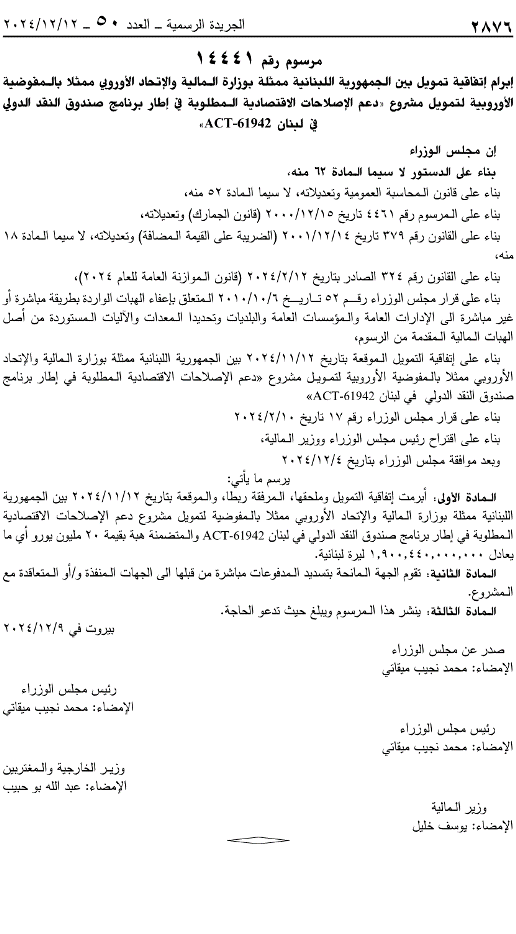 ٢٨٧٦ الجريدة الرسمية ــ العدد ٥٠ ــ ٢٠٢٤/١٢/١٢
مرسوم رقم ١٤٤٤١
إبرام إتفاقية تمويل بين الجمهورية اللبنانية ممثلة بوزارة المالية والإتحاد الأوروبي ممثلا بالمفوضية
الأوروبية لتمويل مشروع «دعم الإصلاحات الاقتصادية المطلوبة في إطار برنامج صندوق النقد الدولي
في لبنان ACT-61942»
إن مجلس الوزراء
بناء على الدستور لا سيما المادة ٦٢ منه،
بناء على قانون المحاسبة العمومية وتعديلاته، لا سيما المادة ٥٢ منه،
بناء على المرسوم رقم ٤٤٦١ تاريخ ٢٠٠٠/١٢/١٥ (قانون الجمارك) وتعديلاته،
بناء على القانون رقم ٣٧٩ تاريخ ٢٠٠١/١٢/١٤ (الضريبة على القيمة المضافة) وتعديلاته، لا سيما المادة ١٨
منه،
بناء على القانون رقم ٣٢٤ الصادر بتاريخ ٢٠٢٤/٢/١٢ (قانون الموازنة العامة للعام ٢٠٢٤)،
بناء على قرار مجلس الوزراء رقم ٥٢ تاريخ ٢٠١٠/١٠/٦ المتعلق بإعفاء الهبات الواردة بطريقة مباشرة أو
غير مباشرة الى الإدارات العامة والمؤسسات العامة والبلديات وتحديدا المعدات والآليات المستوردة من أصل
الهبات المالية المقدمة من الرسوم،
بناء على إتفاقية التمويل الموقعة بتاريخ ٢٠٢٤/١١/١٢ بين الجمهورية اللبنانية ممثلة بوزارة المالية والإتحاد
الأوروبي ممثلا بالمفوضية الأوروبية لتمويل مشروع «دعم الإصلاحات الاقتصادية المطلوبة في إطار برنامج
صندوق النقد الدولي في لبنان ACT-61942»
بناء على قرار مجلس الوزراء رقم ١٧ تاريخ ٢٠٢٤/٢/١٠
بناء على اقتراح رئيس مجلس الوزراء ووزير المالية،
وبعد موافقة مجلس الوزراء بتاريخ ٢٠٢٤/١٢/٤
يرسم ما يأتي:
المادة الأولى: أبرمت إتفاقية التمويل وملحقها، المرفقة ربطا، والموقعة بتاريخ ٢٠٢٤/١١/١٢ بين الجمهورية
اللبنانية ممثلة بوزارة المالية والإتحاد الأوروبي ممثلا بالمفوضية لتمويل مشروع دعم الإصلاحات الاقتصادية
المطلوبة في إطار برنامج صندوق النقد الدولي في لبنان ACT-61942 والمتضمنة هبة بقيمة ٢٠ مليون يورو أي ما
يعادل ١,٩٠٠,٤٤٠,٠٠٠,٠٠٠ ليرة لبنانية.
المادة الثانية: تقوم الجهة المانحة بتسديد المدفوعات مباشرة من قبلها الى الجهات المنفذة و/أو المتعاقدة مع
المشروع.
المادة الثالثة: ينشر هذا المرسوم ويبلغ حيث تدعو الحاجة.
بيروت في ٢٠٢٤/١٢/٩
صدر عن مجلس الوزراء
الإمضاء: محمد نجيب ميقاتي
رئيس مجلس الوزراء
الإمضاء: محمد نجيب ميقاتي
رئيس مجلس الوزراء
الإمضاء: محمد نجيب ميقاتي
وزير الخارجية والمغتربين
الإمضاء: عبد الله بو حبيب
وزير المالية
الإمضاء: يوسف خليل